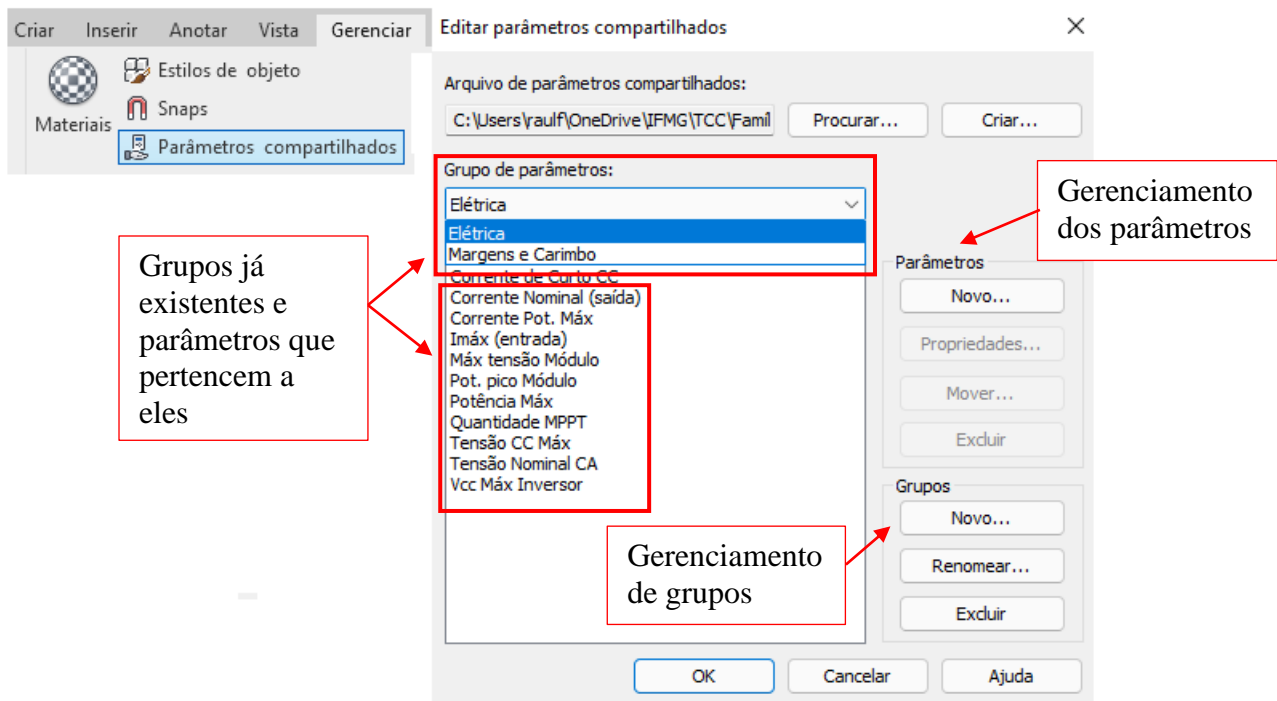 Criar Inserir Anotar Vista Gerenciar
Materiais
Estilos de objeto
Snaps
Parâmetros compartilhados
Editar parâmetros compartilhados
Arquivo de parâmetros compartilhados:
C:\Users\raulf\OneDrive\IFMG\TCC\Famíl
Procurar...
Criar...
Grupo de parâmetros:
Elétrica
Elétrica
Margens e Carimbo
Corrente de Curto CC
Corrente Nominal (saída)
Corrente Pot. Máx
Imáx (entrada)
Máx tensão Módulo
Pot. pico Módulo
Potência Máx
Quantidade MPPT
Tensão CC Máx
Tensão Nominal CA
Vcc Máx Inversor
Grupos já
existentes e
parâmetros que
pertencem a
eles
Gerenciamento
dos parâmetros
Parâmetros
Novo...
Propriedades...
Mover...
Excluir
Grupos
Novo...
Renomear...
Excluir
Gerenciamento
de grupos
OK
Cancelar
Ajuda